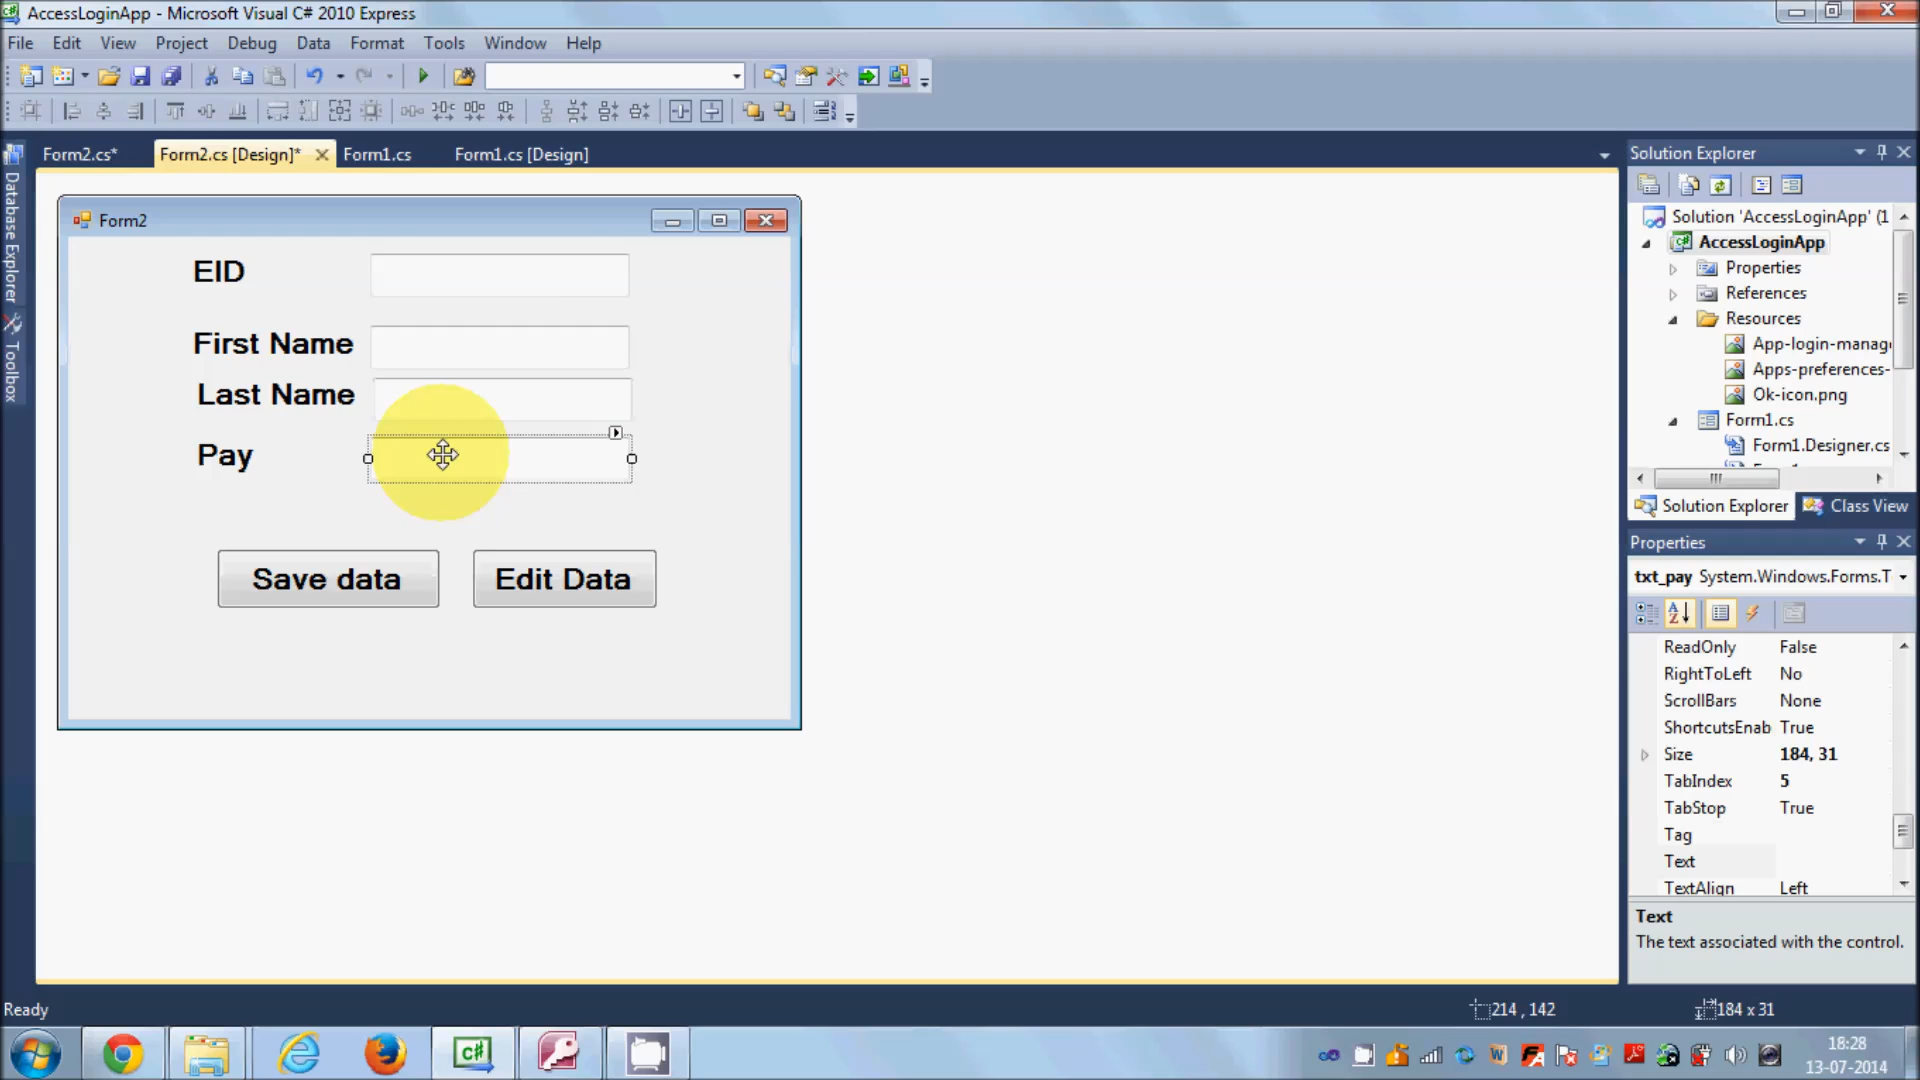 AccessLoginApp - Microsoft Visual C# 2010 Express
File Edit View Project Debug Data Format Tools Window Help
Form2.cs* Form2.cs [Design]* Form1.cs Form1.cs [Design]
Database Explorer
Toolbox
Form2
EID
First Name
Last Name
Pay
Save data Edit Data
Solution Explorer
Solution 'AccessLoginApp' (1
AccessLoginApp
Properties
References
Resources
App-login-manag
Apps-preferences-
Ok-icon.png
Form1.cs
Form1.Designer.cs
Solution Explorer Class View
Properties
txt_pay System.Windows.Forms.T
ReadOnly False
RightToLeft No
ScrollBars None
ShortcutsEnab True
Size 184, 31
TabIndex 5
TabStop True
Tag
Text
TextAlign Left
Text
The text associated with the control.
Ready
214 , 142
184 x 31
18:28
13-07-2014